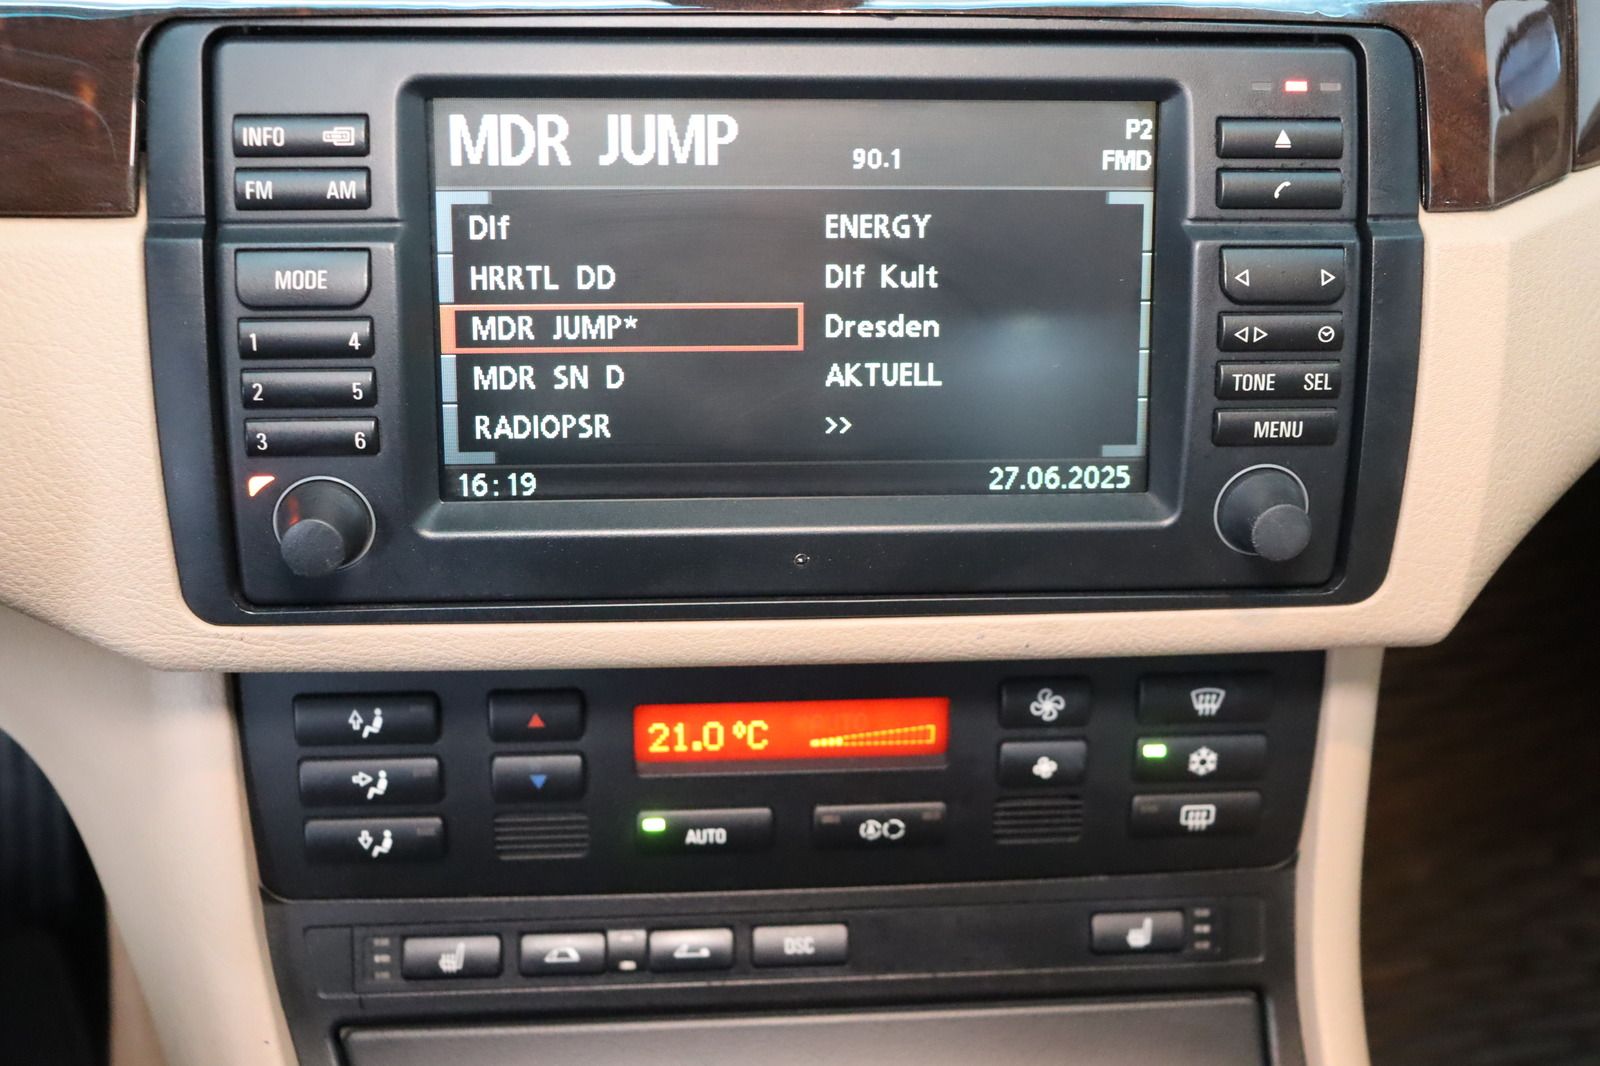 MDR JUMP
90.1
P2
FMD
INFO
FM AM
MODE
1 4
2 5
3 6
Dlf
HRRTL DD
MDR JUMP*
MDR SN D
RADIOPSR
ENERGY
Dlf Kult
Dresden
AKTUELL
>>
16:19
27.06.2025
TONE SEL
MENU
21.0 °C
AUTO
DSC